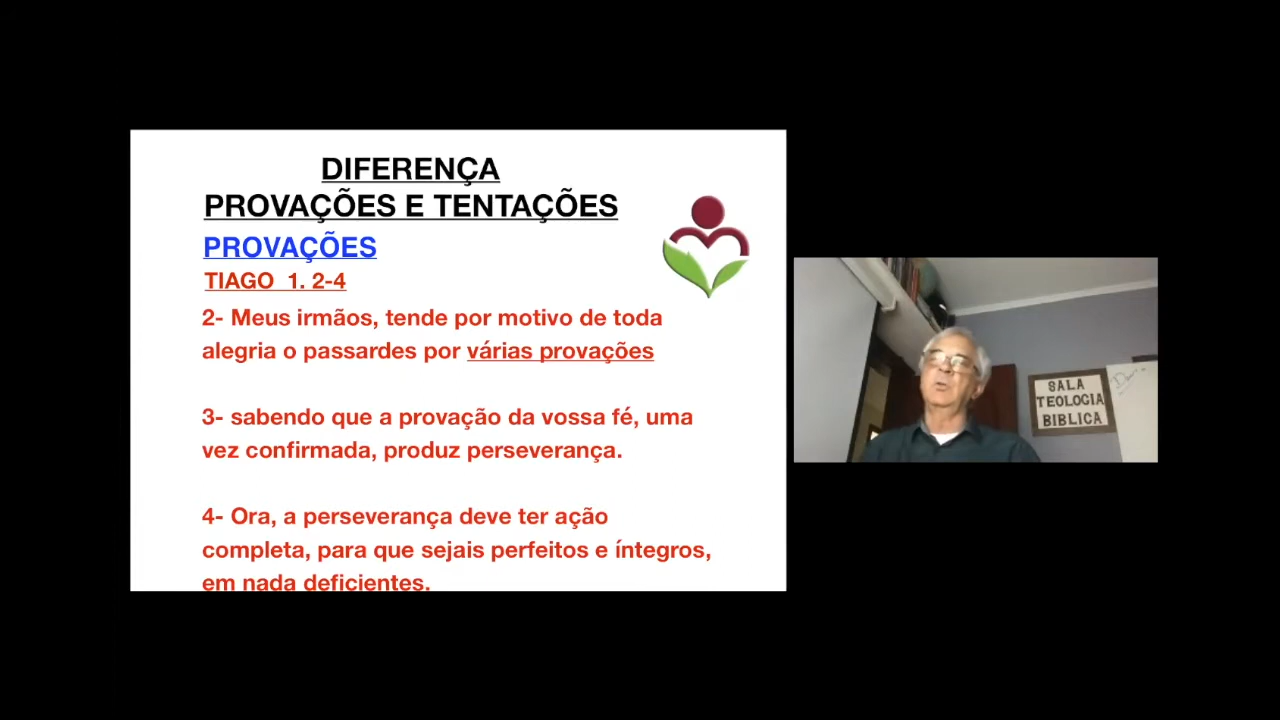 DIFERENÇA
PROVAÇÕES E TENTAÇÕES
PROVAÇÕES
TIAGO 1. 2-4
2- Meus irmãos, tende por motivo de toda
alegria o passardes por várias provações
3- sabendo que a provação da vossa fé, uma
vez confirmada, produz perseverança.
4- Ora, a perseverança deve ter ação
completa, para que sejais perfeitos e íntegros,
em nada deficientes.
SALA
TEOLOGIA
BIBLICA